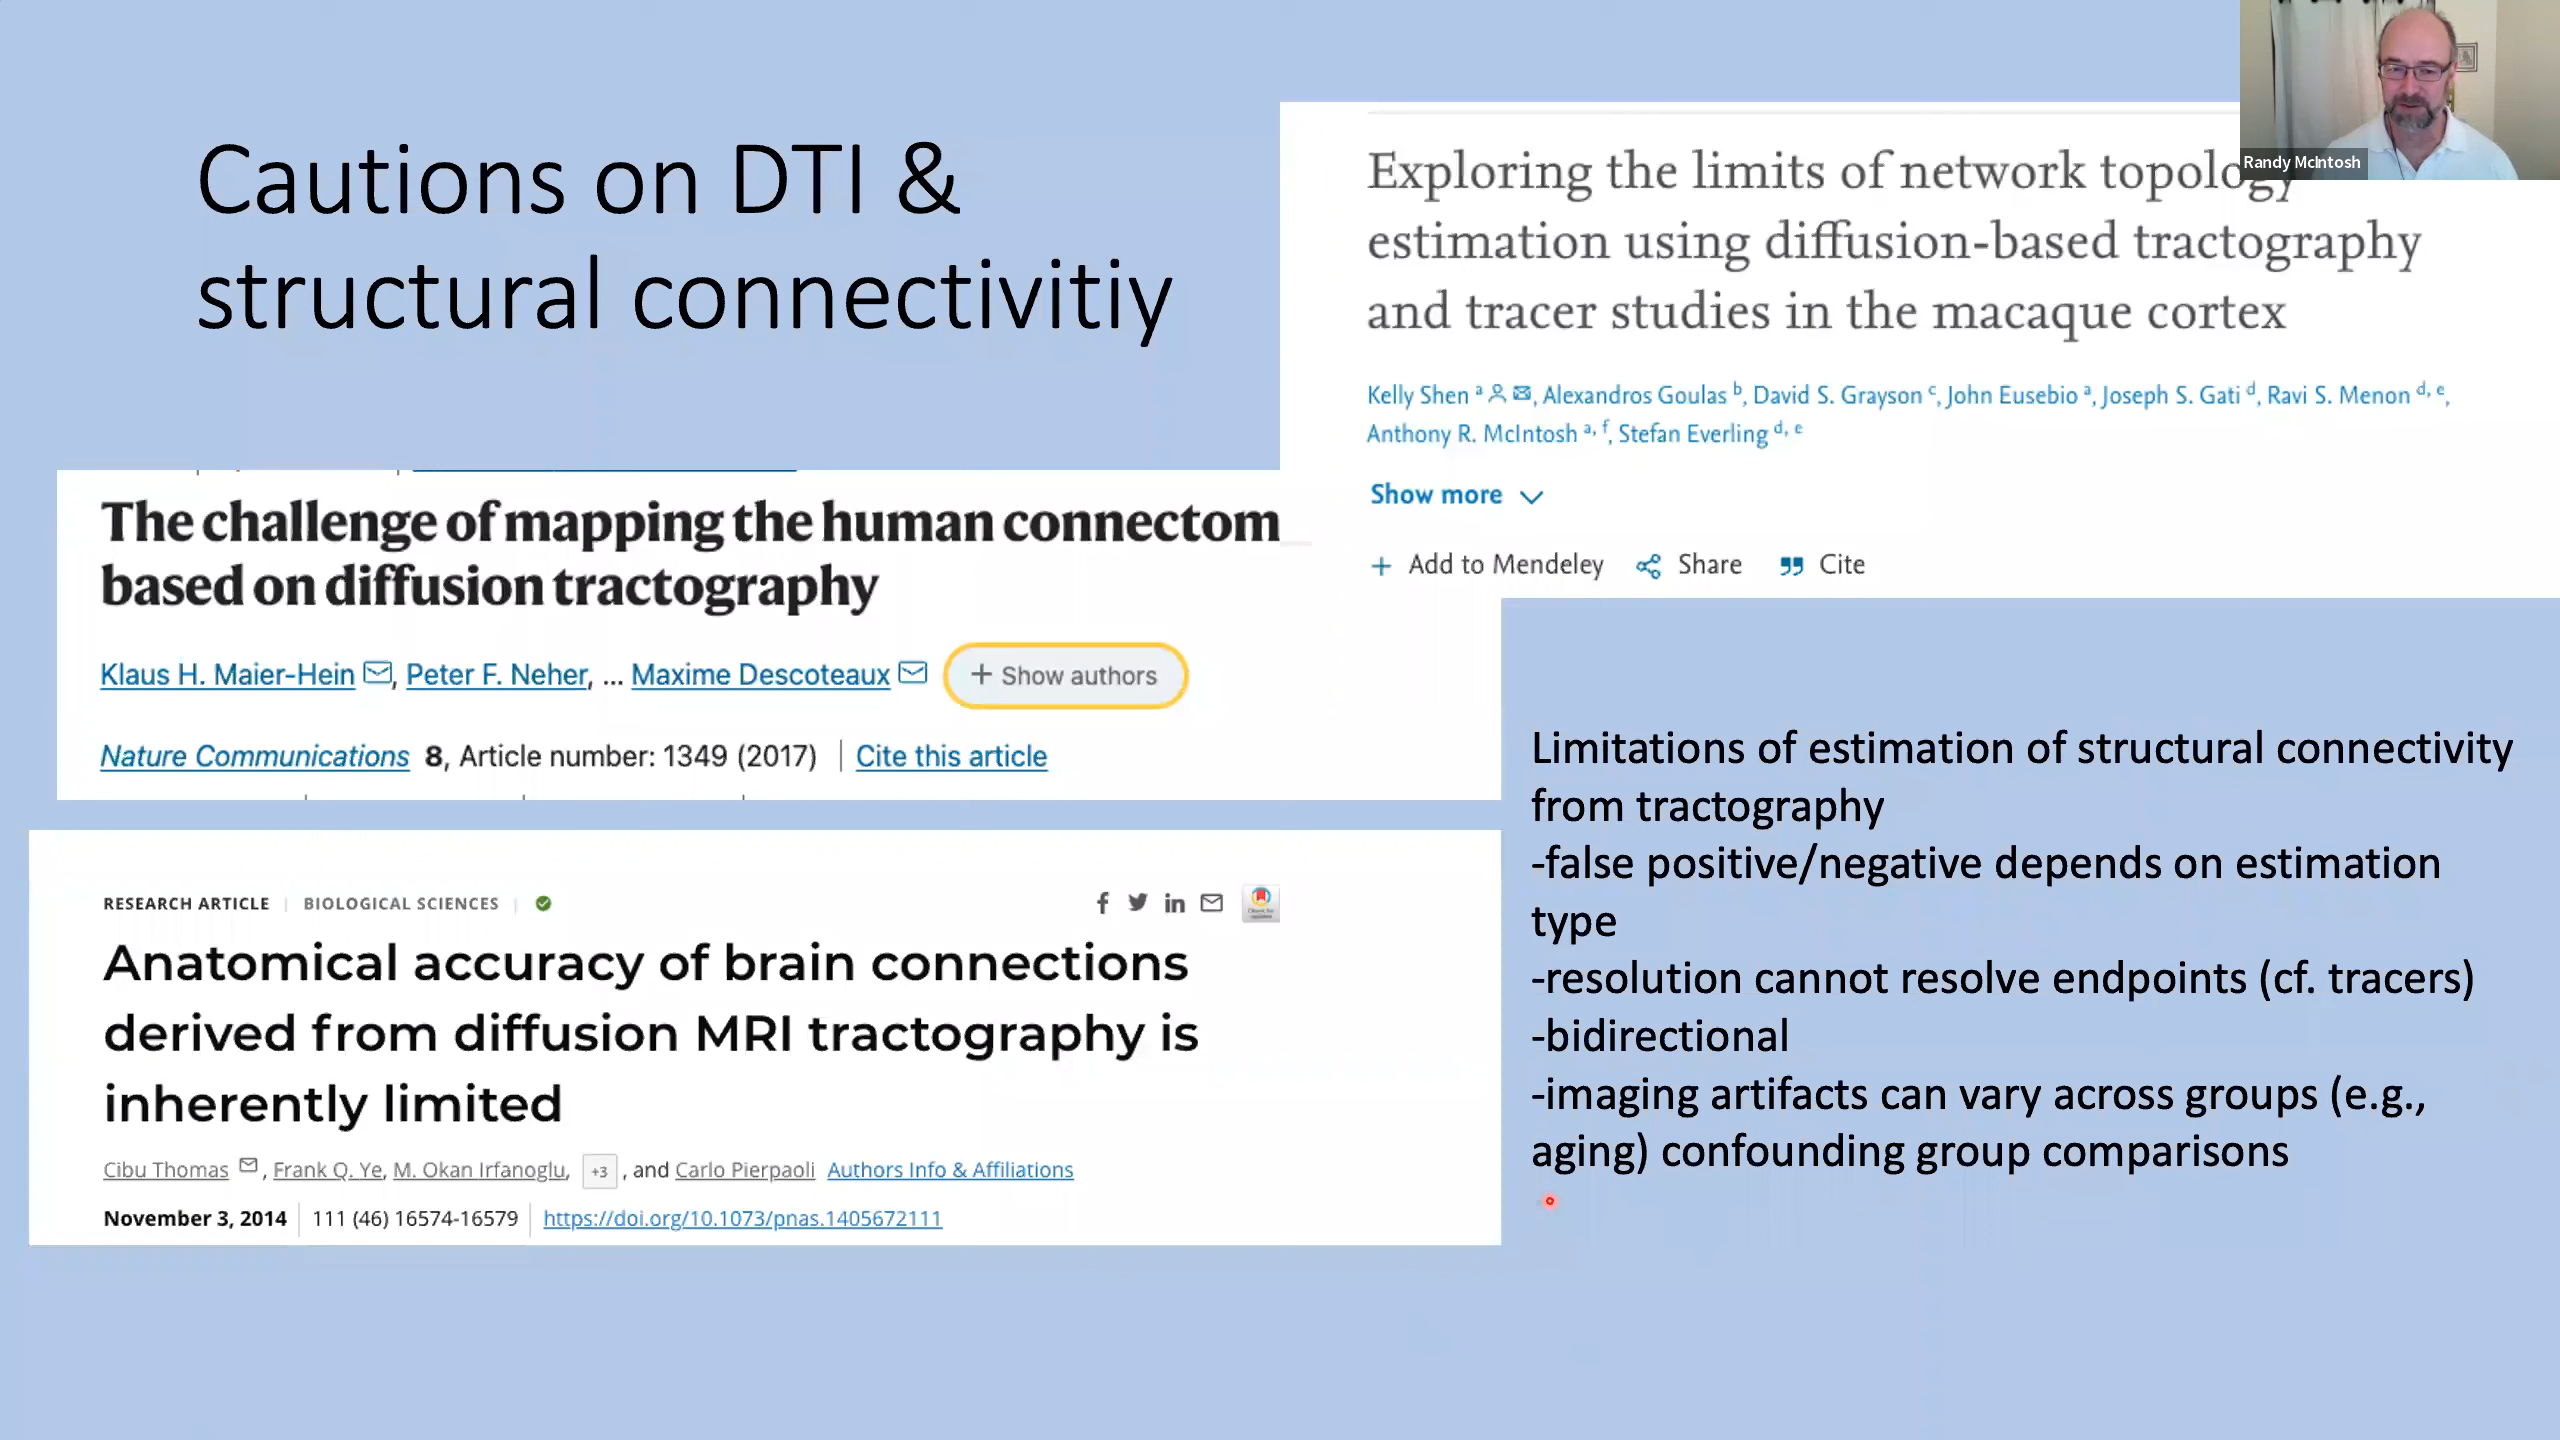 Cautions on DTI &
structural connectivitiy
Randy McIntosh
Exploring the limits of network topology
estimation using diffusion-based tractography
and tracer studies in the macaque cortex
Kelly Shen a, Alexandros Goulas b, David S. Grayson c, John Eusebio a, Joseph S. Gati d, Ravi S. Menon d, e,
Anthony R. McIntosh a, f, Stefan Everling d, e
Show more
+ Add to Mendeley Share Cite
The challenge of mapping the human connectom
based on diffusion tractography
Klaus H. Maier-Hein, Peter F. Neher, ... Maxime Descoteaux + Show authors
Nature Communications 8, Article number: 1349 (2017) | Cite this article
RESEARCH ARTICLE | BIOLOGICAL SCIENCES |
Anatomical accuracy of brain connections
derived from diffusion MRI tractography is
inherently limited
Cibu Thomas, Frank Q. Ye, M. Okan Irfanoglu, +3, and Carlo Pierpaoli Authors Info & Affiliations
November 3, 2014 | 111 (46) 16574-16579 | https://doi.org/10.1073/pnas.1405672111
Limitations of estimation of structural connectivity
from tractography
-false positive/negative depends on estimation
type
-resolution cannot resolve endpoints (cf. tracers)
-bidirectional
-imaging artifacts can vary across groups (e.g.,
aging) confounding group comparisons